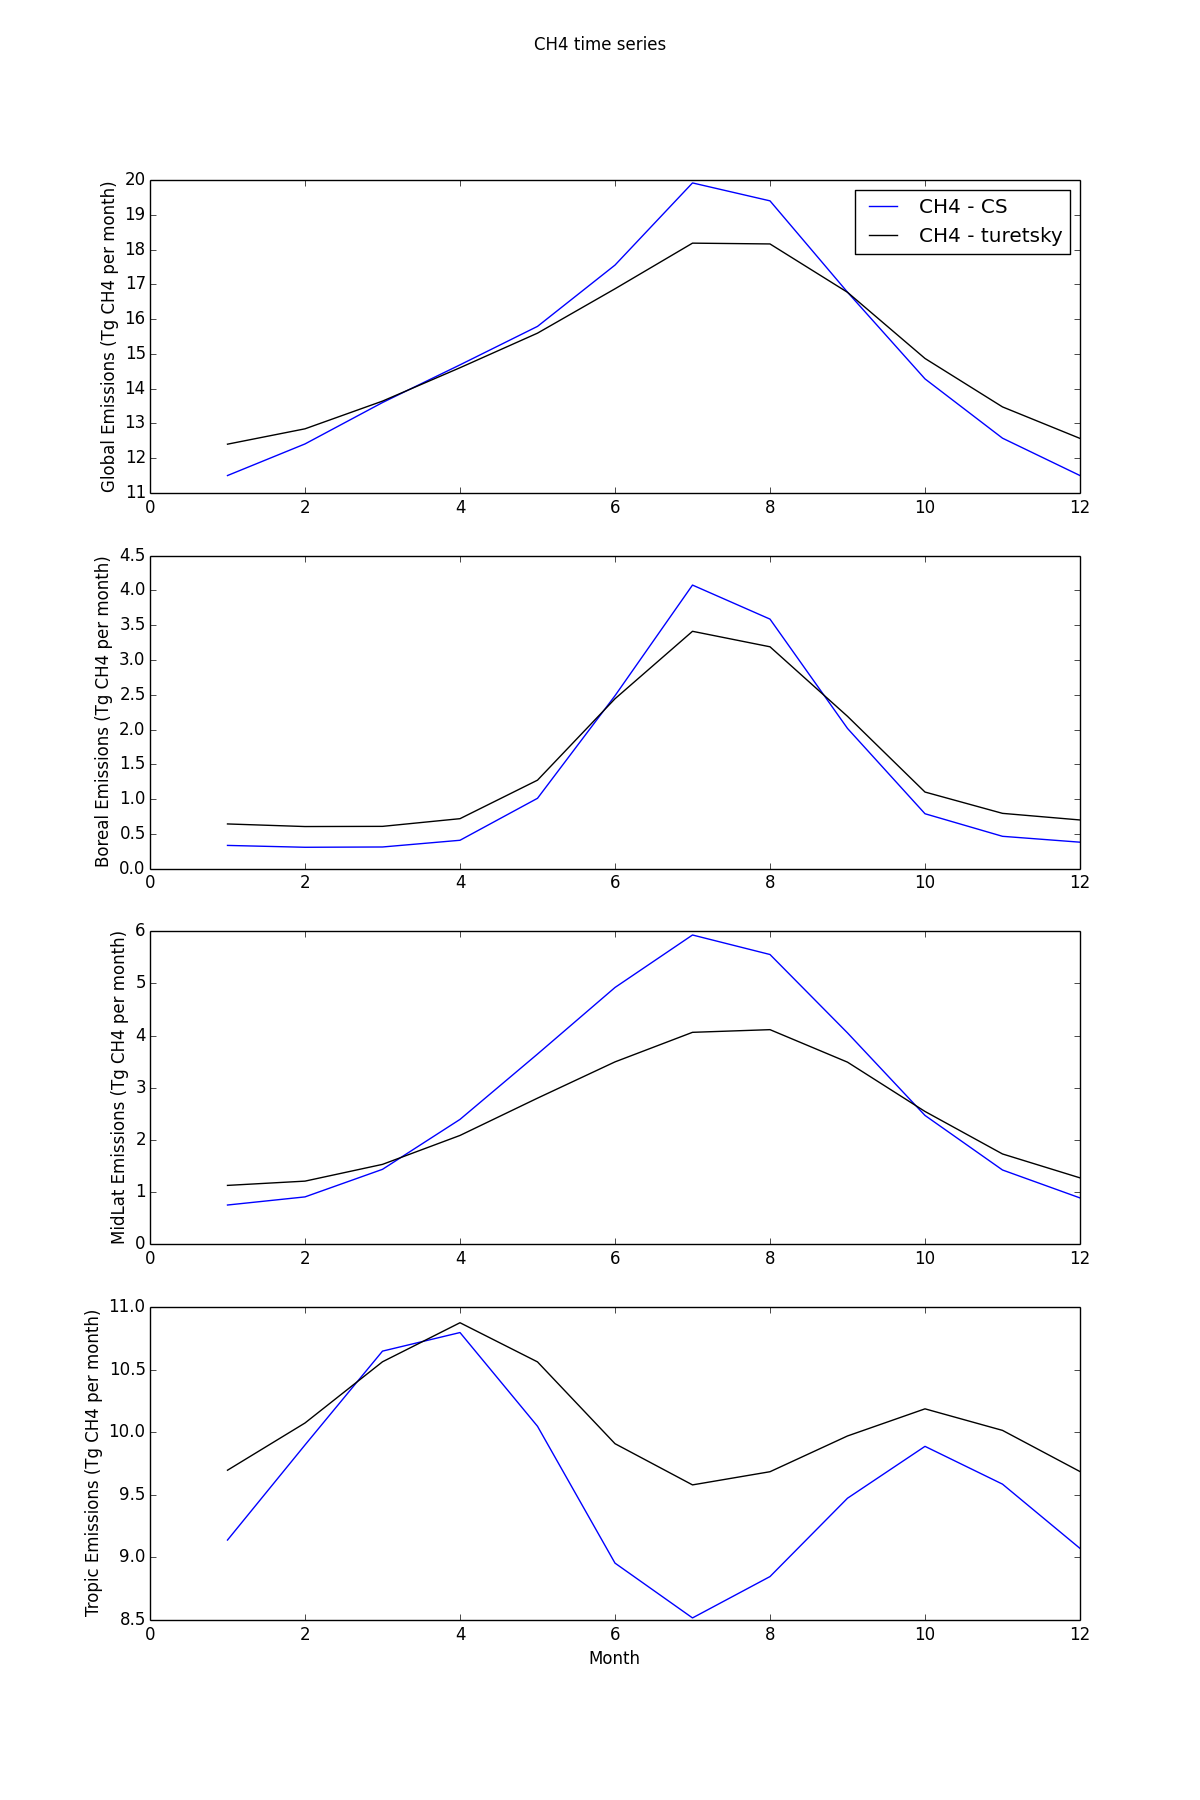 CH4 time series
20
19
18
17
16
15
14
13
12
11
Global Emissions (Tg CH4 per month)
CH4 - CS
CH4 - turetsky
0 2 4 6 8 10 12
4.5
4.0
3.5
3.0
2.5
2.0
1.5
1.0
0.5
0.0
Boreal Emissions (Tg CH4 per month)
0 2 4 6 8 10 12
6
5
4
3
2
1
0
MidLat Emissions (Tg CH4 per month)
0 2 4 6 8 10 12
11.0
10.5
10.0
9.5
9.0
8.5
Tropic Emissions (Tg CH4 per month)
0 2 4 6 8 10 12
Month